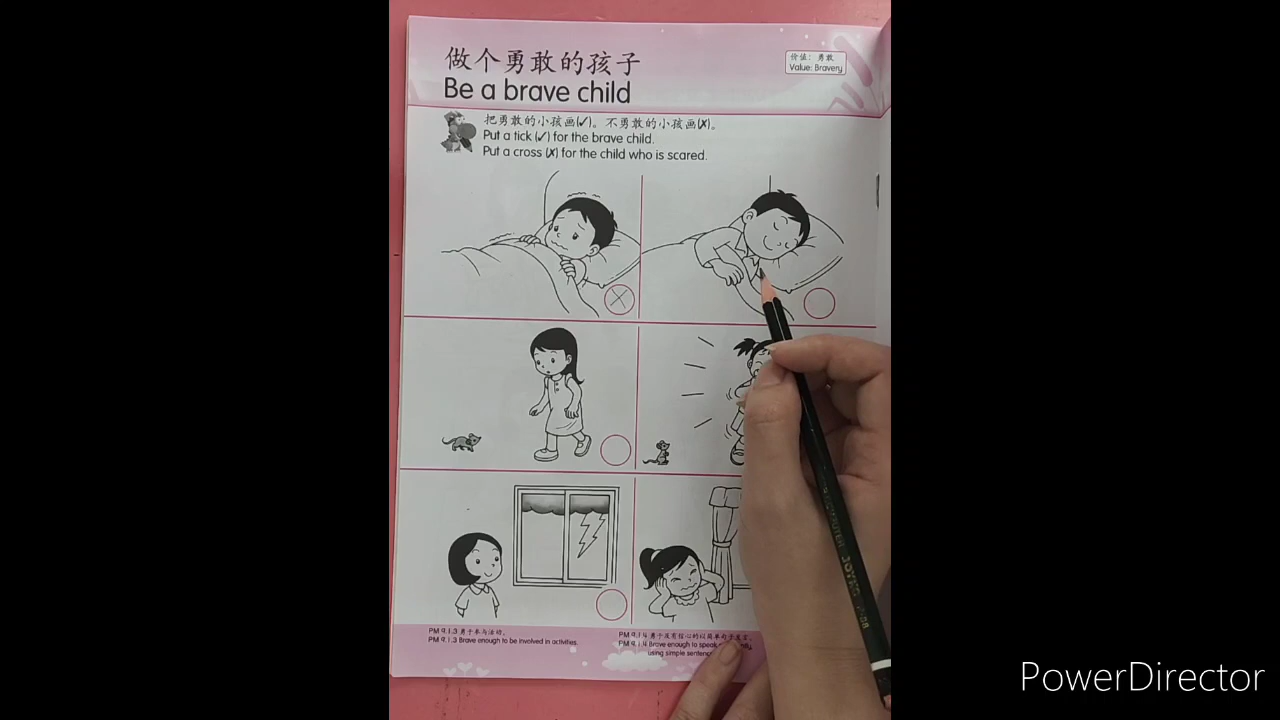 做个勇敢的孩子
Be a brave child
价值：勇敢
Value: Bravery
把勇敢的小孩画(✓)。不勇敢的小孩画(✗)。
Put a tick (✓) for the brave child.
Put a cross (✗) for the child who is scared.
PM 9.1.3 勇于参与活动。
PM 9.1.3 Brave enough to be involved in activities.
PM 9.1.4
PM 9.1.4 Brave enough to speak
using simple
JOYKO
PowerDirector